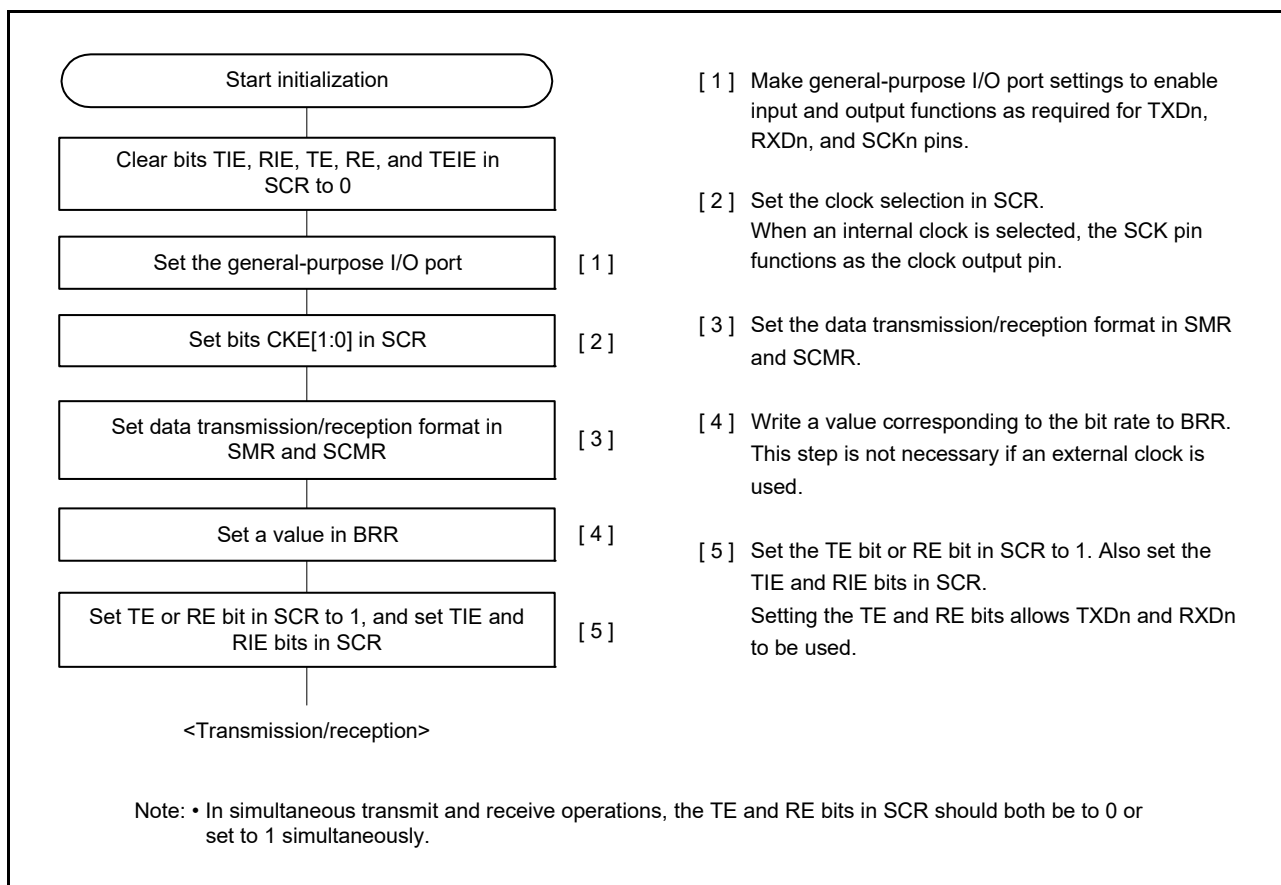 Start initialization
Clear bits TIE, RIE, TE, RE, and TEIE in
SCR to 0
Set the general-purpose I/O port
[ 1 ]
Set bits CKE[1:0] in SCR
[ 2 ]
Set data transmission/reception format in
SMR and SCMR
[ 3 ]
Set a value in BRR
[ 4 ]
Set TE or RE bit in SCR to 1, and set TIE and
RIE bits in SCR
[ 5 ]
<Transmission/reception>
[ 1 ] Make general-purpose I/O port settings to enable
input and output functions as required for TXDn,
RXDn, and SCKn pins.
[ 2 ] Set the clock selection in SCR.
When an internal clock is selected, the SCK pin
functions as the clock output pin.
[ 3 ] Set the data transmission/reception format in SMR
and SCMR.
[ 4 ] Write a value corresponding to the bit rate to BRR.
This step is not necessary if an external clock is
used.
[ 5 ] Set the TE bit or RE bit in SCR to 1. Also set the
TIE and RIE bits in SCR.
Setting the TE and RE bits allows TXDn and RXDn
to be used.
Note: • In simultaneous transmit and receive operations, the TE and RE bits in SCR should both be to 0 or
set to 1 simultaneously.